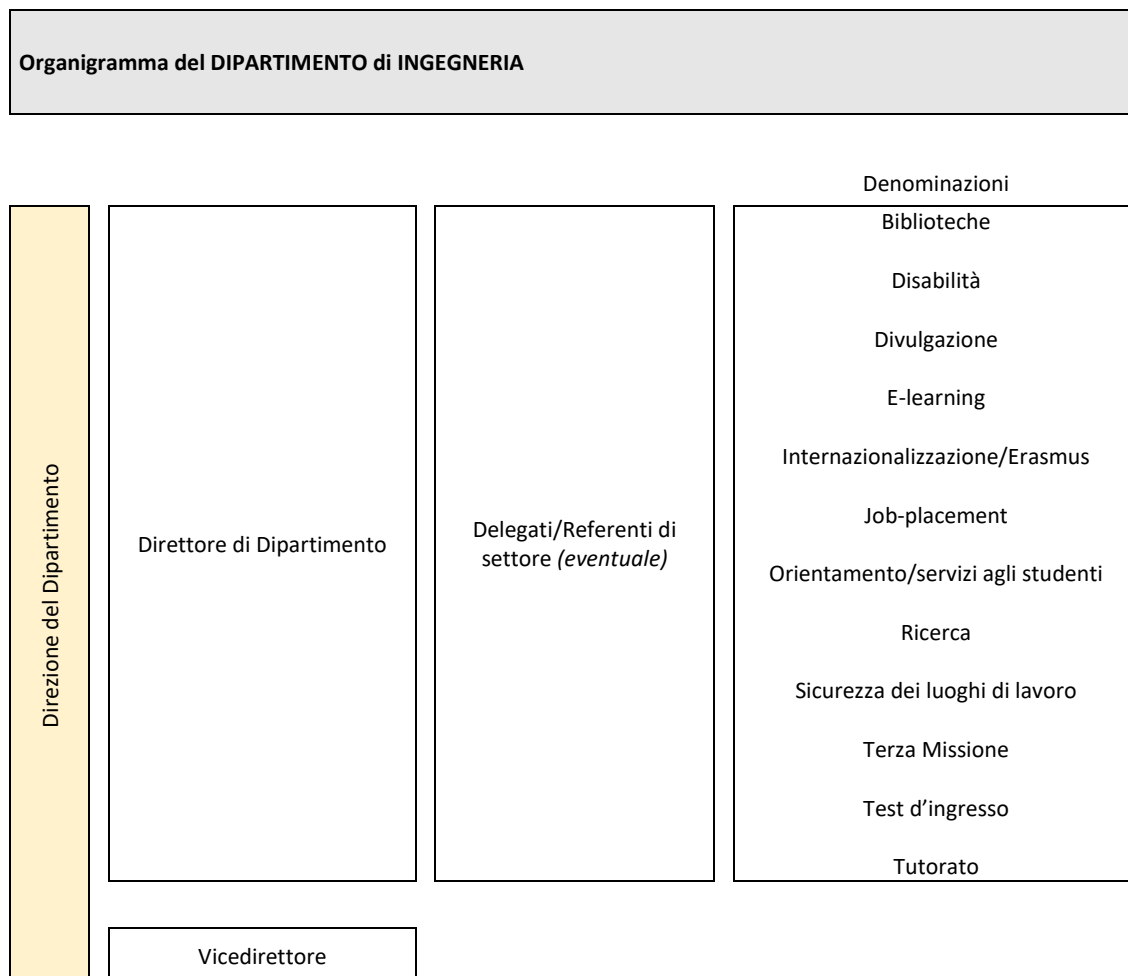 Organigramma del DIPARTIMENTO di INGEGNERIA
Denominazioni
Direzione del Dipartimento
Direttore di Dipartimento
Delegati/Referenti di
settore (eventuale)
Biblioteche
Disabilità
Divulgazione
E-learning
Internazionalizzazione/Erasmus
Job-placement
Orientamento/servizi agli studenti
Ricerca
Sicurezza dei luoghi di lavoro
Terza Missione
Test d’ingresso
Tutorato
Vicedirettore